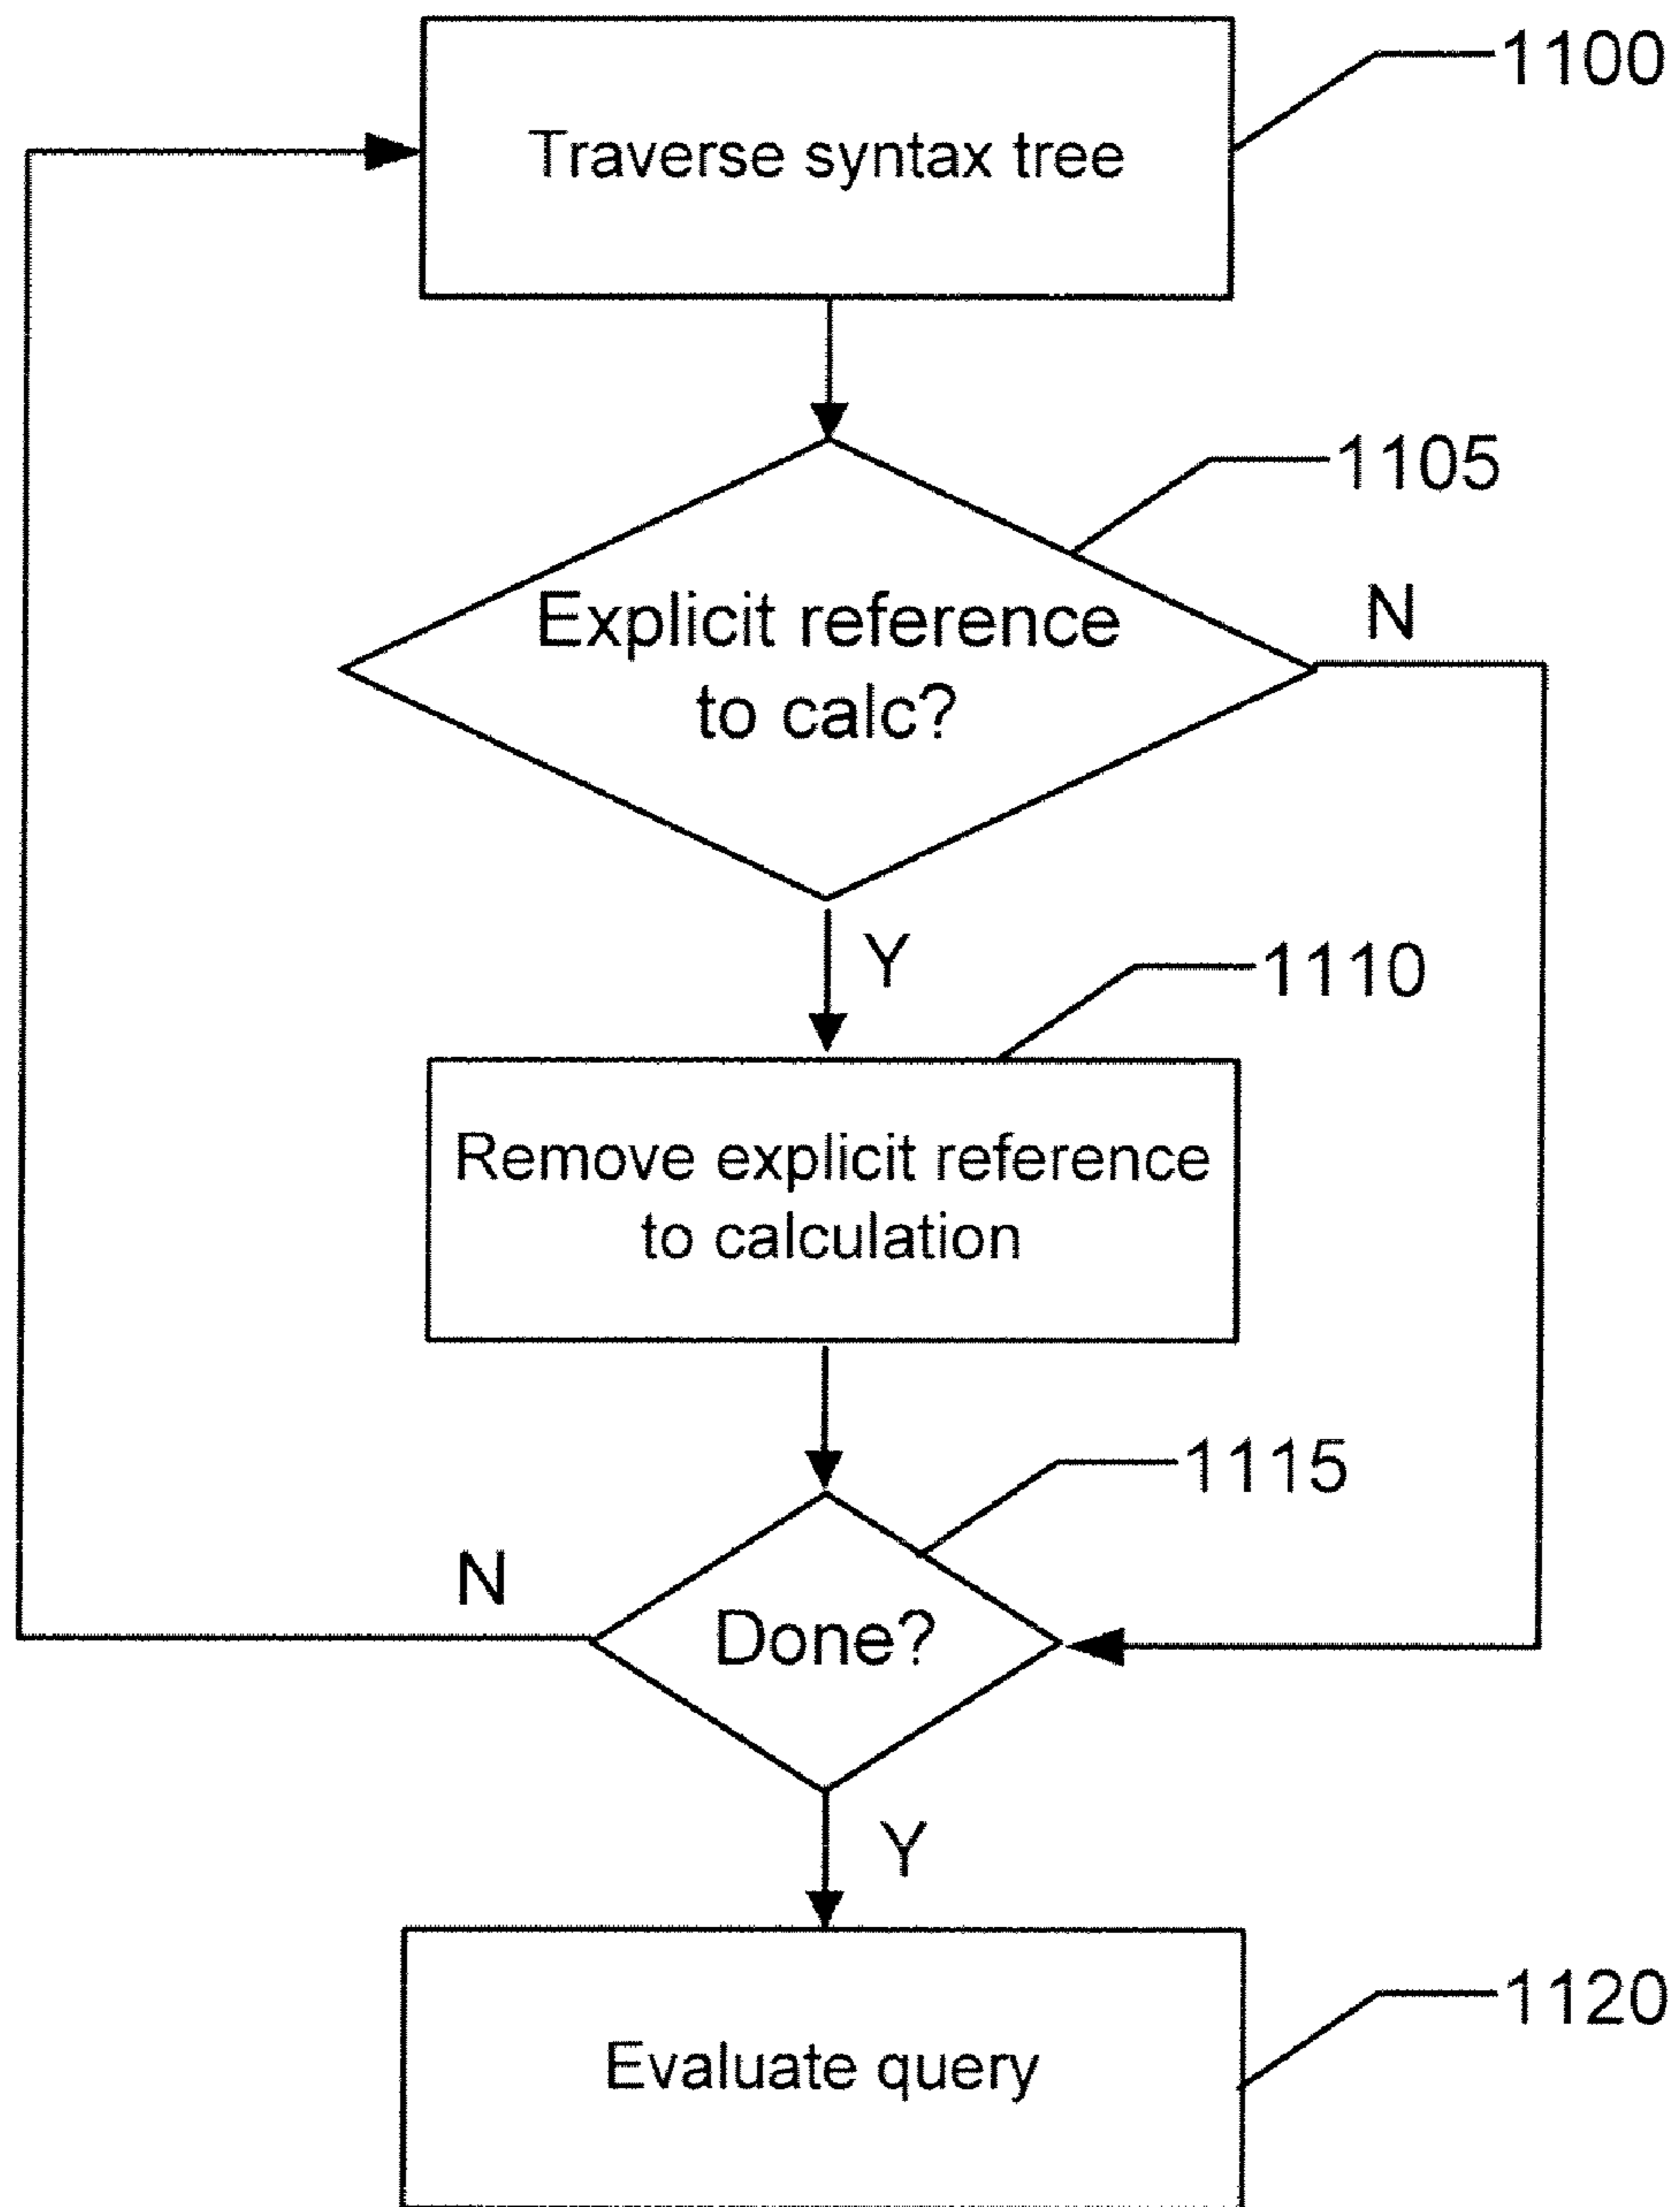 1100
Traverse syntax tree
1105
Explicit reference
to calc?
N
Y
1110
Remove explicit reference
to calculation
1115
N
Done?
Y
1120
Evaluate query